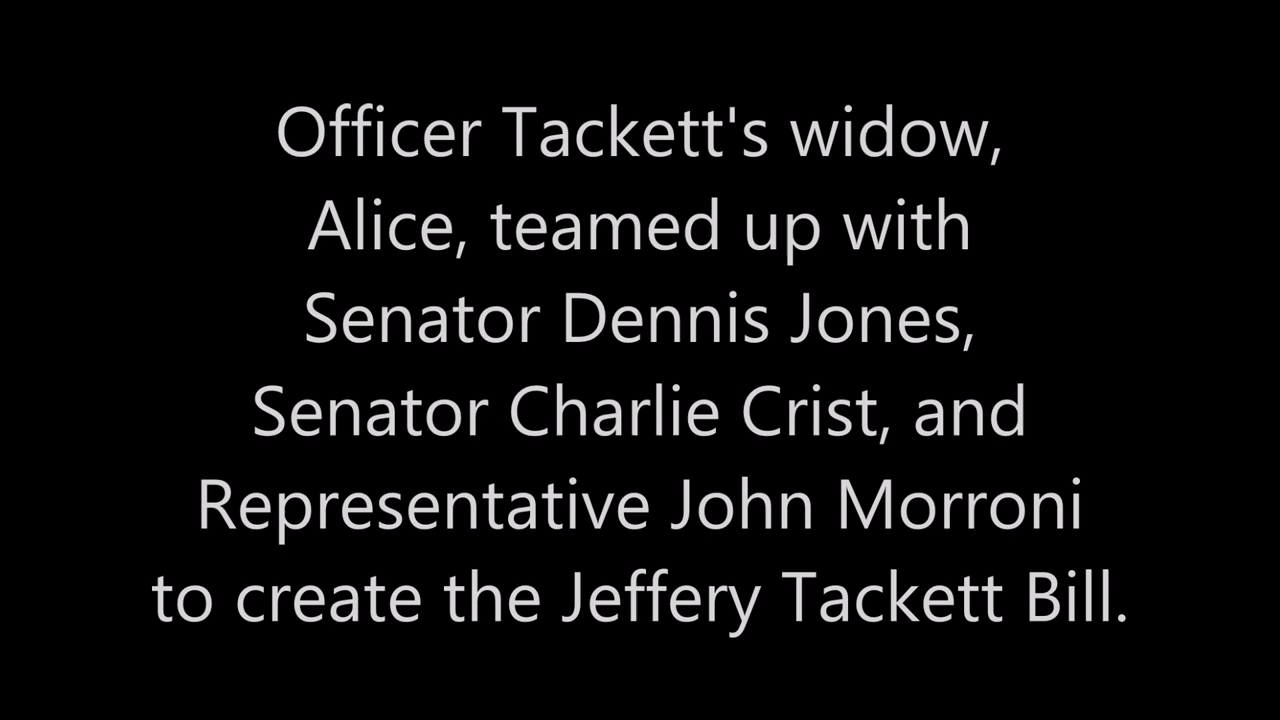 Officer Tackett's widow,
Alice, teamed up with
Senator Dennis Jones,
Senator Charlie Crist, and
Representative John Morroni
to create the Jeffery Tackett Bill.